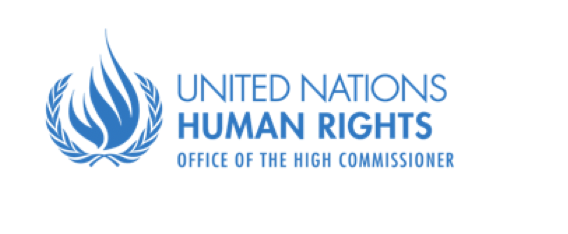 UNITED NATIONS
HUMAN RIGHTS
OFFICE OF THE HIGH COMMISSIONER